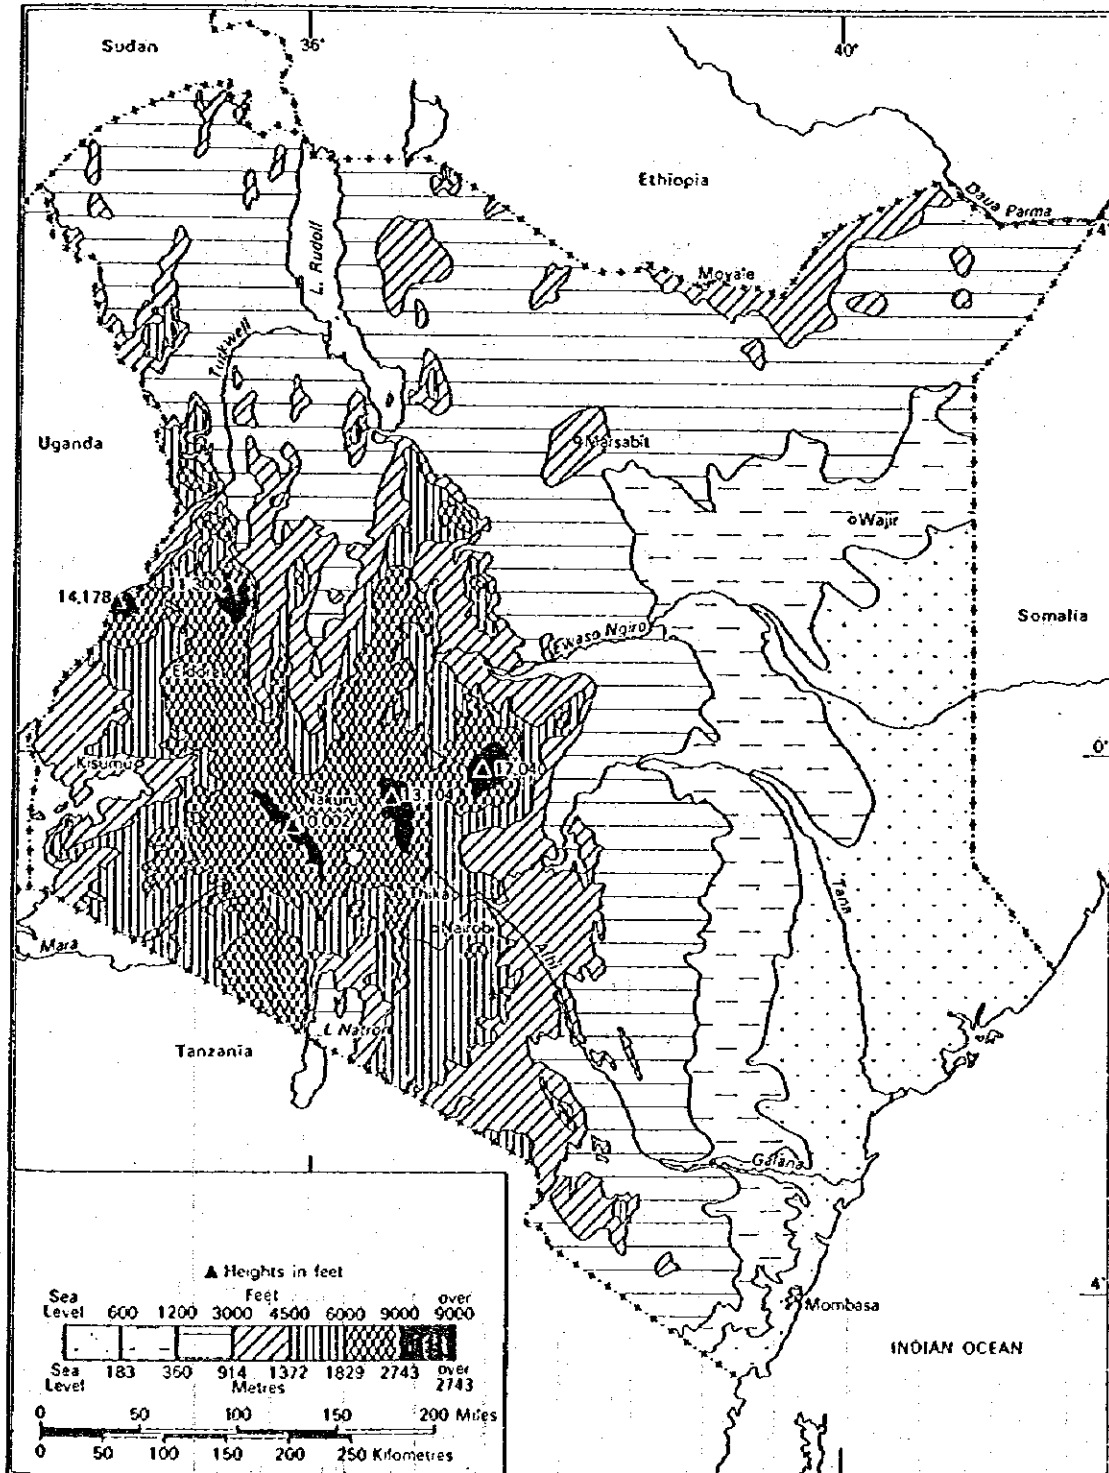 Sudan
36°
40°
Ethiopia
Daua Parma
4°
L. Rudolf
Moyale
Turkwell
Uganda
Marsabit
Wajir
14,178
Somalia
Ewaso Ngiro
Eldoret
0°
Kisumu
Nakuru
13,104
10,002
Tana
Thika
Nairobi
Athi
Mara
L Natron
Tanzania
Galana
▲ Heights in feet
Feet
Sea Level 600 1200 3000 4500 6000 9000 over 9000
Sea Level 183 360 914 1372 1829 2743 over 2743
Metres
4°
Mombasa
INDIAN OCEAN
0 50 100 150 200 Miles
0 50 100 150 200 250 Kilometres